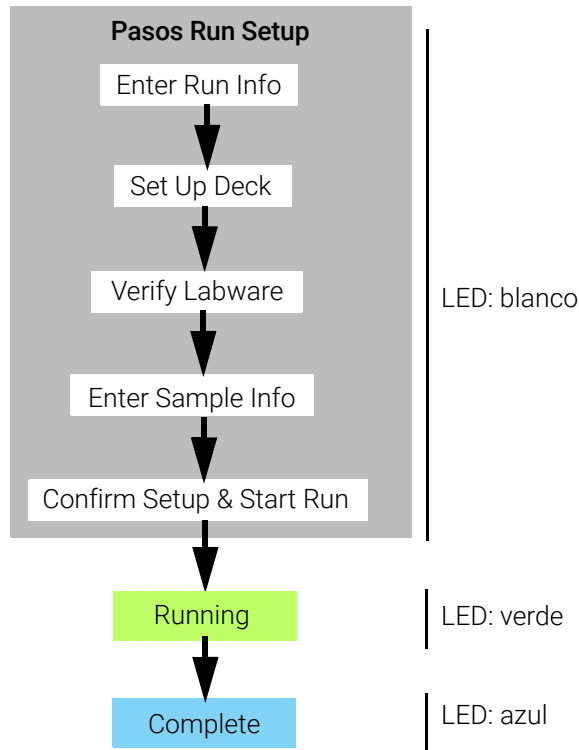 Pasos Run Setup
Enter Run Info
Set Up Deck
Verify Labware
LED: blanco
Enter Sample Info
Confirm Setup & Start Run
Running
LED: verde
Complete
LED: azul